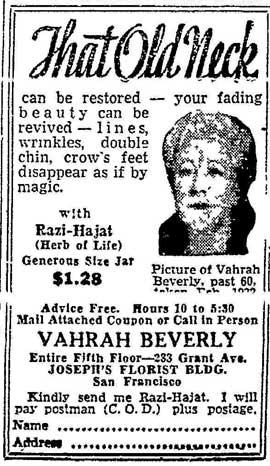 That Old Neck
can be restored — your fading
beauty can be
revived — lines,
wrinkles, double
chin, crow's feet
disappear as if by
magic.
with
Razi-Hajat
(Herb of Life)
Generous Size Jar
$1.28
Picture of Vahrah
Beverly, past 60,
taken Feb. 1933
Advice Free. Hours 10 to 5:30
Mail Attached Coupon or Call in Person
VAHRAH BEVERLY
Entire Fifth Floor—233 Grant Ave.
JOSEPH'S FLORIST BLDG.
San Francisco
Kindly send me Razi-Hajat. I will
pay postman (C. O. D.) plus postage.
Name
Address